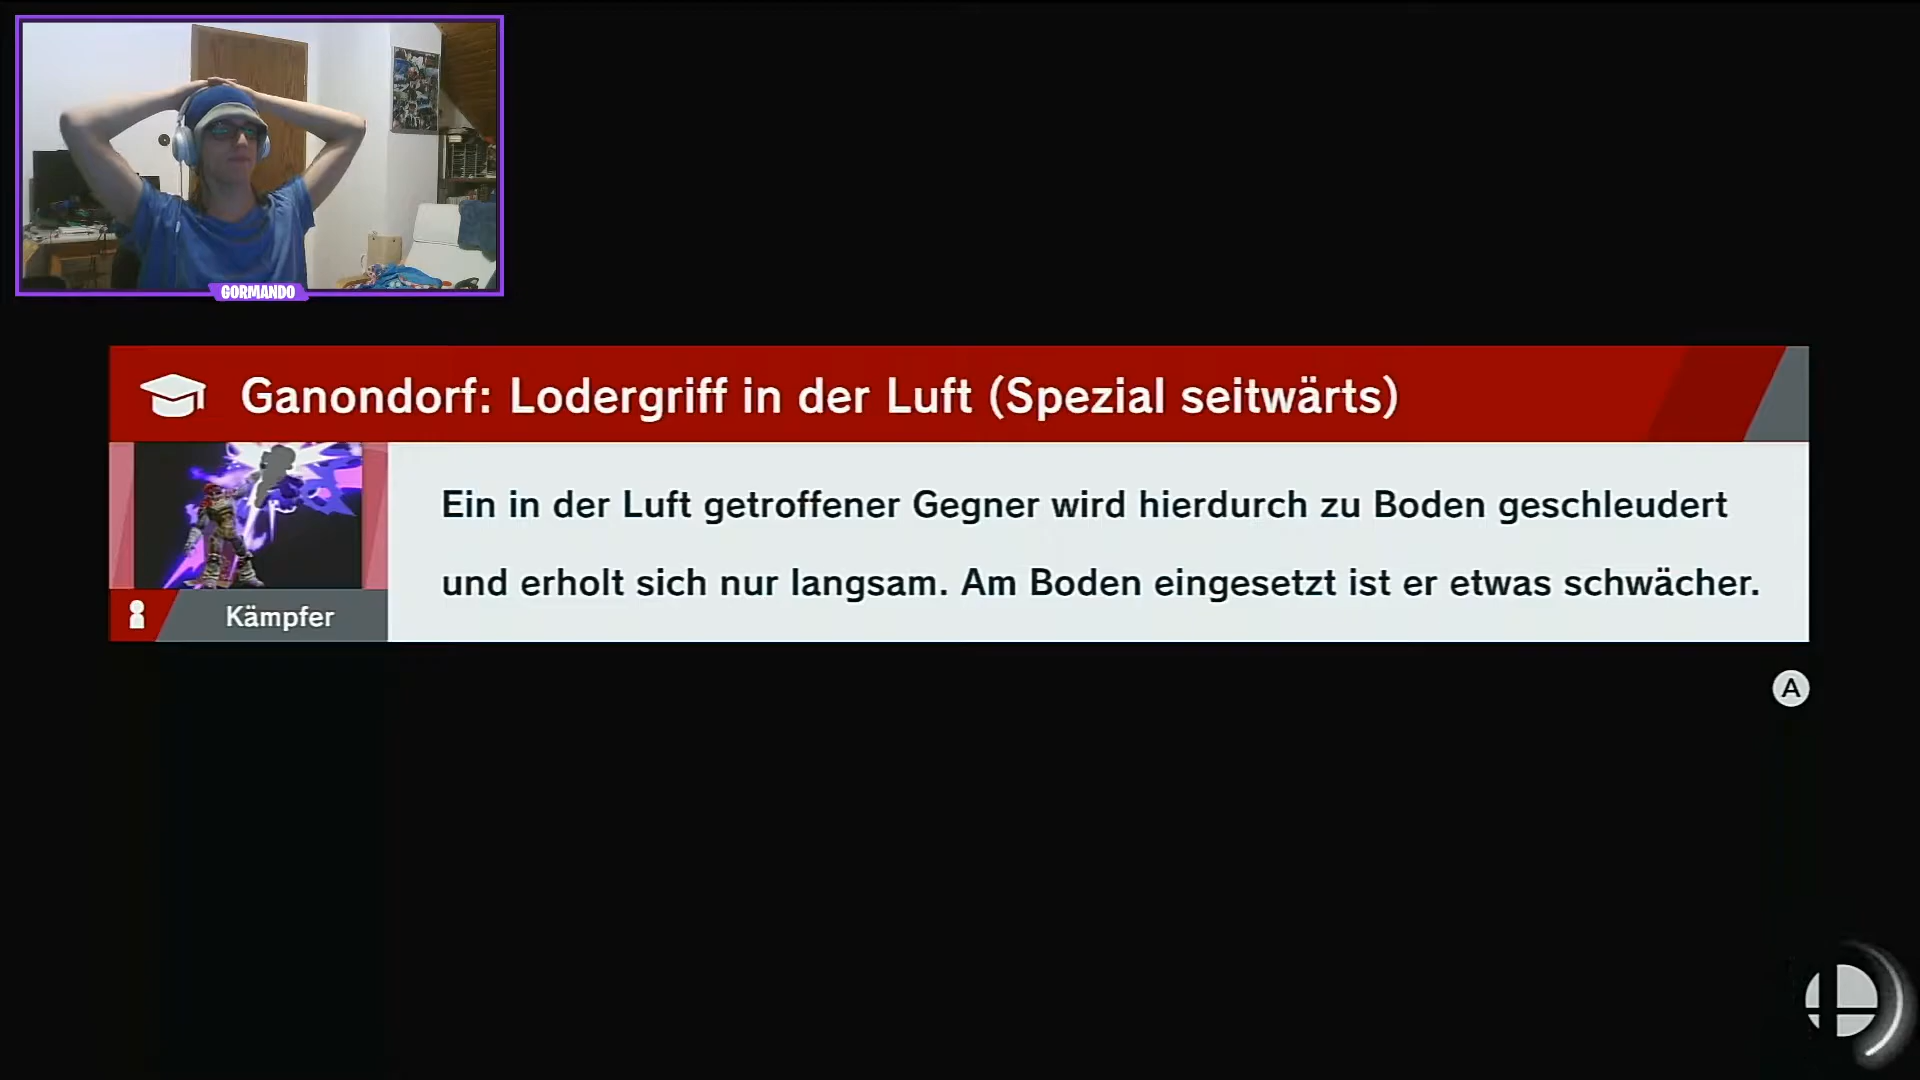 GORMANDO
Ganondorf: Lodergriff in der Luft (Spezial seitwärts)
Ein in der Luft getroffener Gegner wird hierdurch zu Boden geschleudert
und erholt sich nur langsam. Am Boden eingesetzt ist er etwas schwächer.
Kämpfer
A